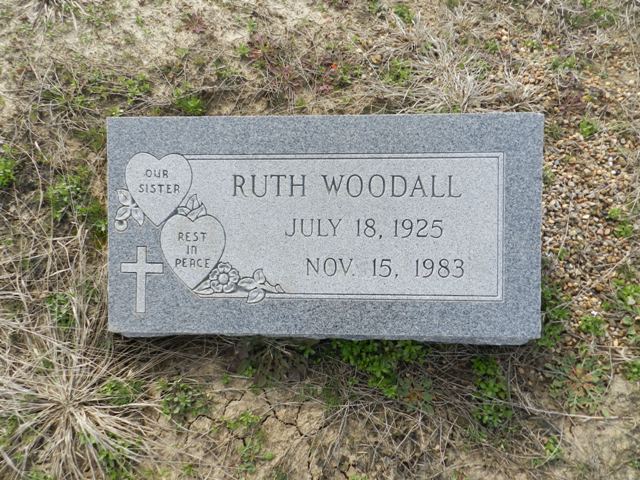 OUR
SISTER
REST
IN
PEACE
RUTH WOODALL
JULY 18, 1925
NOV. 15, 1983